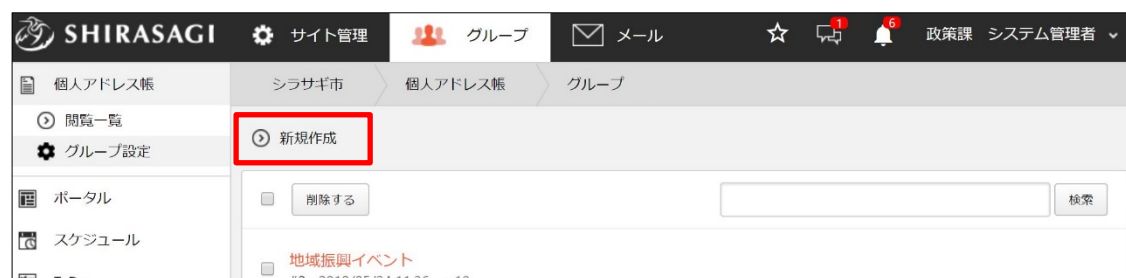 SHIRASAGI サイト管理 グループ メール 1 6 政策課 システム管理者
個人アドレス帳 シラサギ市 個人アドレス帳 グループ
閲覧一覧
新規作成
グループ設定
ポータル 削除する 検索
スケジュール
地域振興イベント